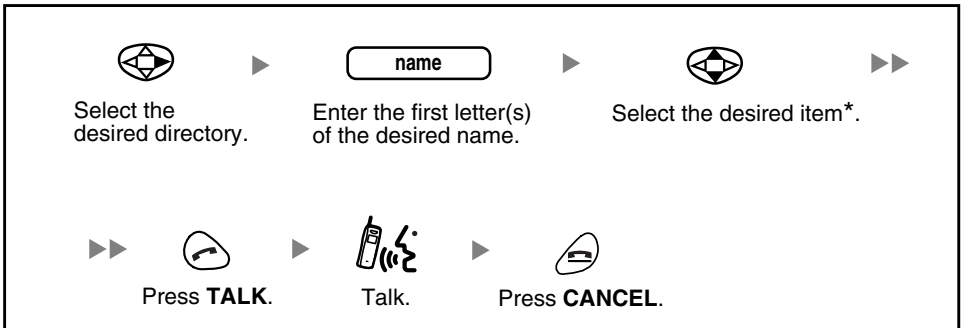 name
Select the
desired directory.
Enter the first letter(s)
of the desired name.
Select the desired item*.
Press TALK.
Talk.
Press CANCEL.